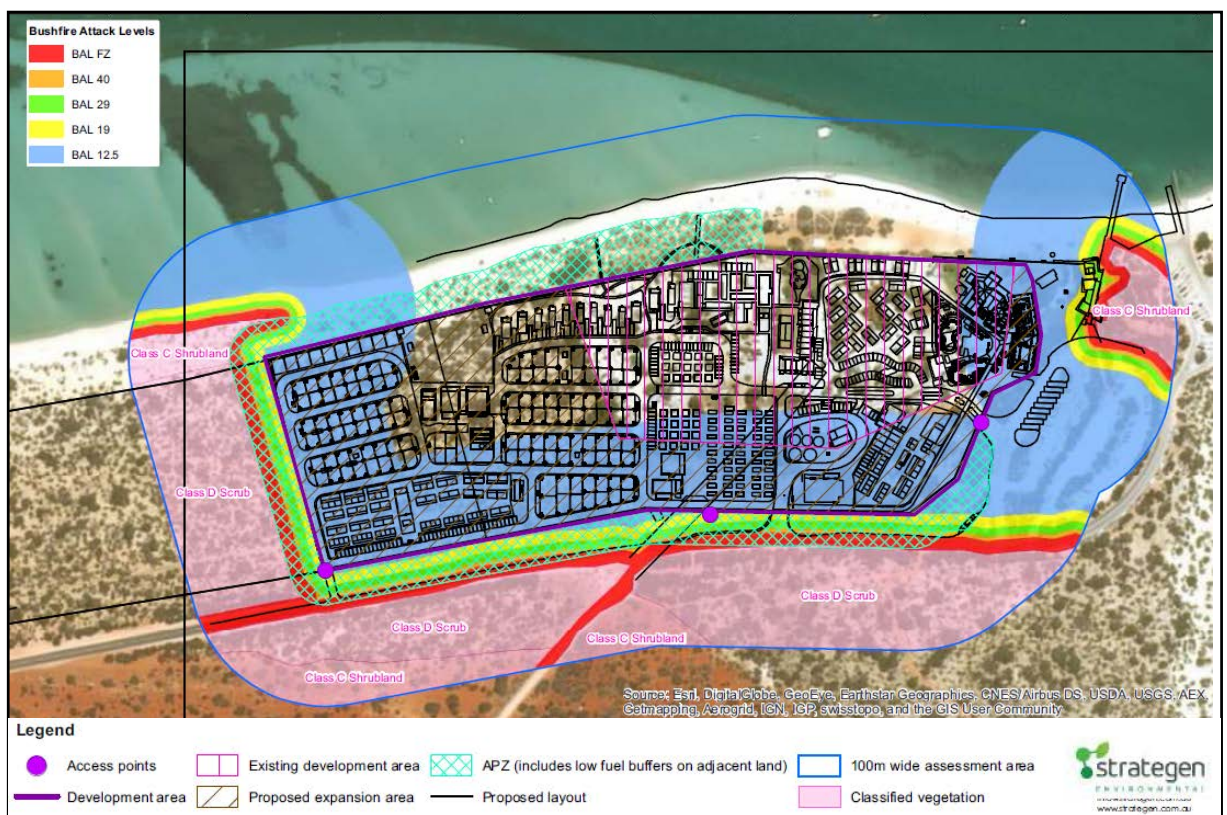 Bushfire Attack Levels
BAL FZ
BAL 40
BAL 29
BAL 19
BAL 12.5
Class C Shrubland
Class C Shrubland
Class D Scrub
Class D Scrub
Class D Scrub
Class C Shrubland
Class C Shrubland
Source: Esri, DigitalGlobe, GeoEye, Earthstar Geographics, CNES/Airbus DS, USDA, USGS, AEX,
Getmapping, Aerogrid, IGN, IGP, swisstopo, and the GIS User Community
Legend
Access points
Existing development area
APZ (includes low fuel buffers on adjacent land)
100m wide assessment area
Development area
Proposed expansion area
Proposed layout
Classified vegetation
strategen
ENVIRONMENTAL
www.strategen.com.au